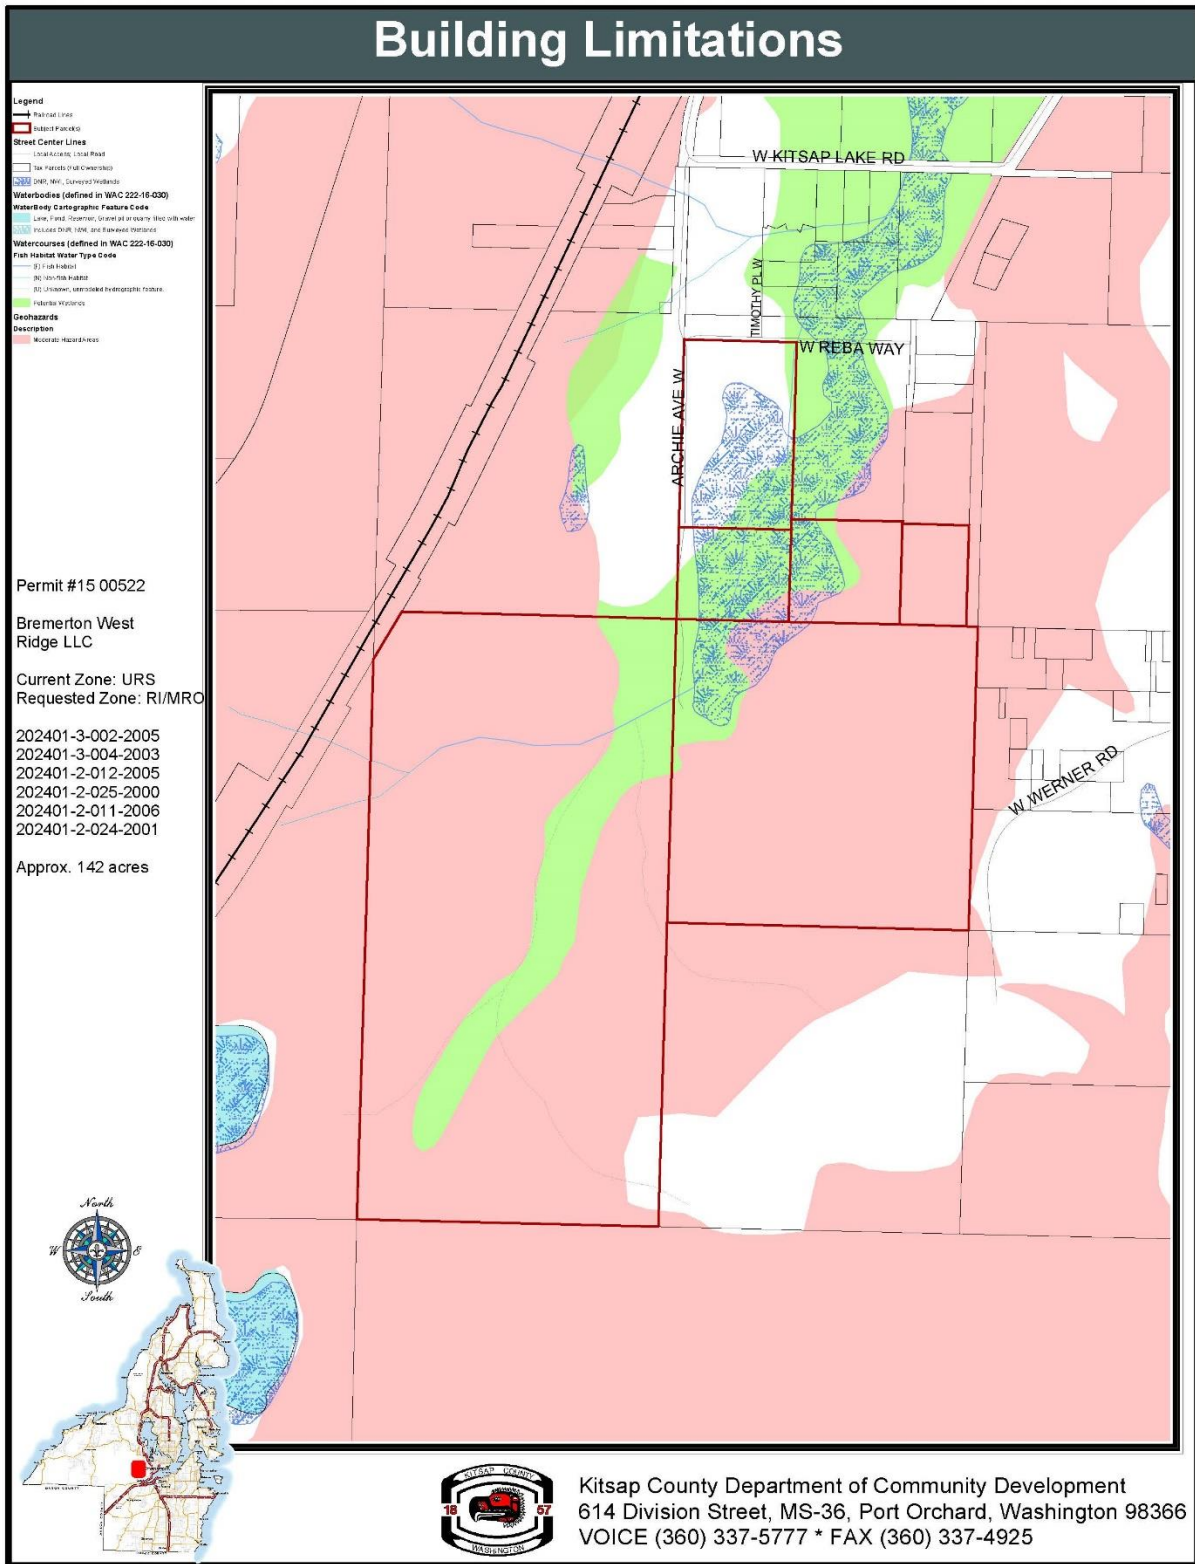 Building Limitations
Legend
Railroad Lines
Subject Parcel(s)
Street Center Lines
Local Access; Local Road
Tax Parcels (Full Ownership)
DNR, NWI, Surveyed Wetlands
Waterbodies (defined in WAC 222-16-030)
WaterBody Cartographic Feature Code
Lake, Pond, Reservoir, Gravel pit or quarry filled with water
Includes DNR, NWI, and Surveyed Wetlands
Watercourses (defined in WAC 222-16-030)
Fish Habitat Water Type Code
(F) Fish Habitat
(N) Non-fish Habitat
(U) Unknown, unmodeled hydrographic feature.
Potential Wetlands
Geohazards
Description
Moderate Hazard Areas
W KITSAP LAKE RD
TIMOTHY PL W
W REBA WAY
ARCHIE AVE W
W WERNER RD
Permit #15 00522
Bremerton West
Ridge LLC
Current Zone: URS
Requested Zone: RI/MRO
202401-3-002-2005
202401-3-004-2003
202401-2-012-2005
202401-2-025-2000
202401-2-011-2006
202401-2-024-2001
Approx. 142 acres
North
W E
South
KITSAP COUNTY
18 57
WASHINGTON
Kitsap County Department of Community Development
614 Division Street, MS-36, Port Orchard, Washington 98366
VOICE (360) 337-5777 * FAX (360) 337-4925